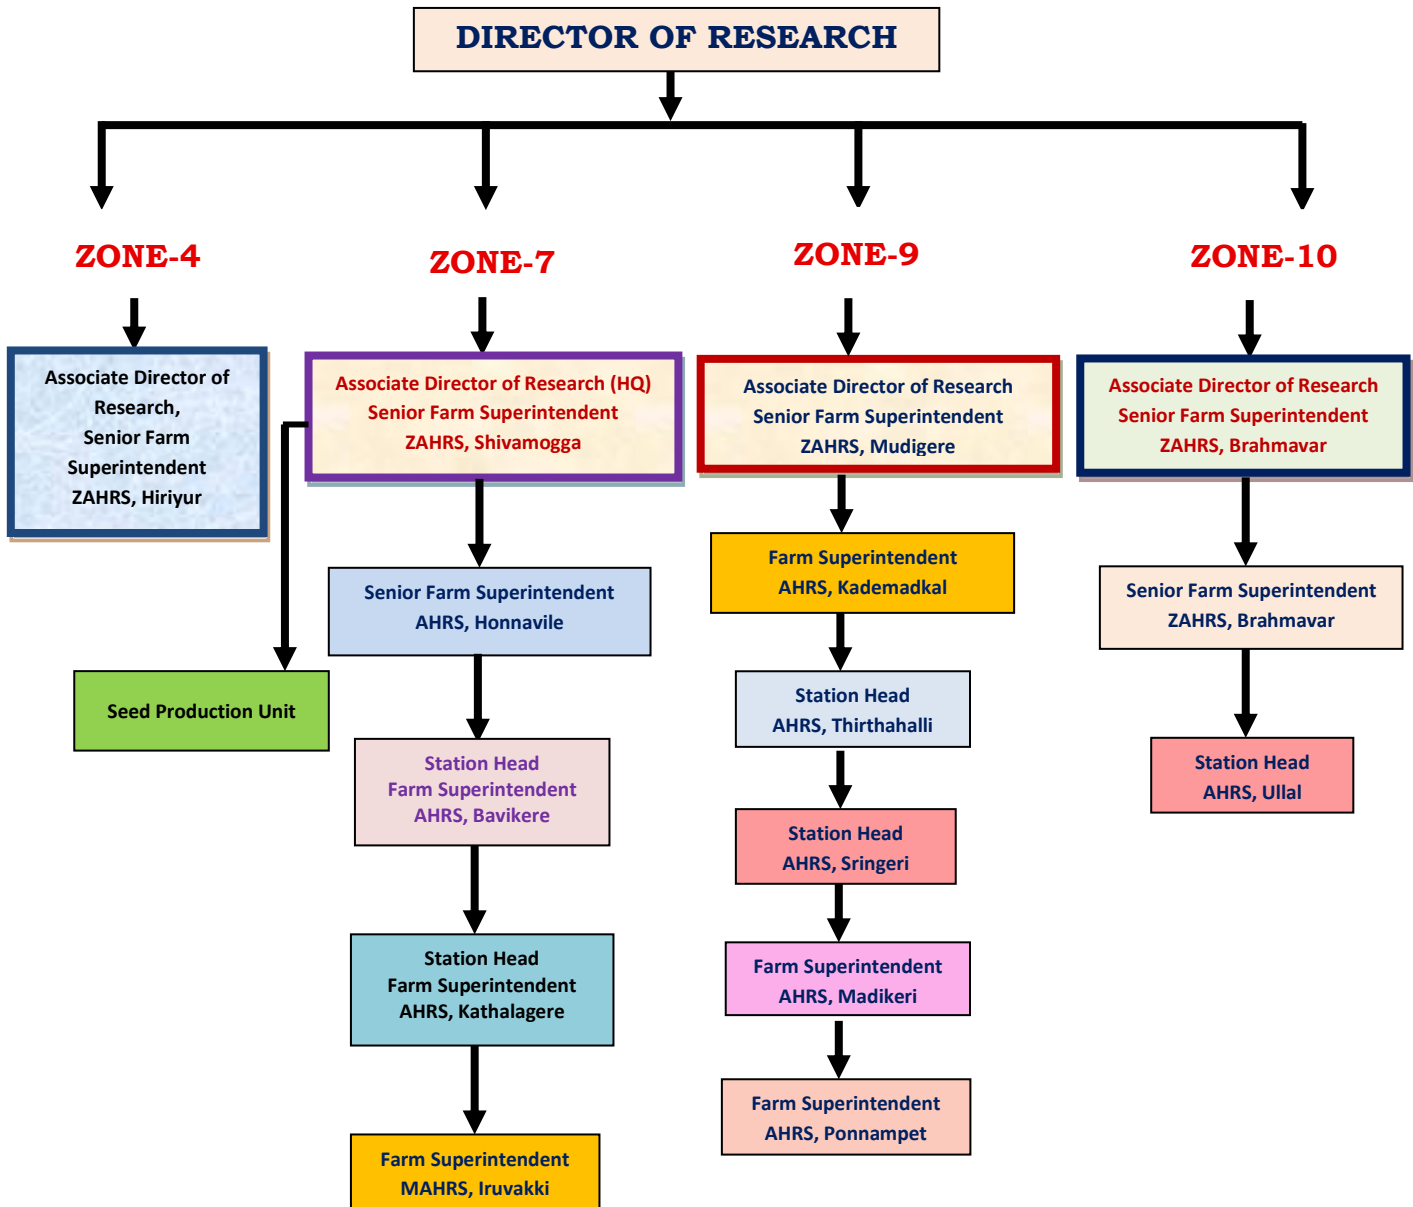 DIRECTOR OF RESEARCH
ZONE-4
ZONE-7
ZONE-9
ZONE-10
Associate Director of
Research,
Senior Farm
Superintendent
ZAHRS, Hiriyur
Associate Director of Research (HQ)
Senior Farm Superintendent
ZAHRS, Shivamogga
Associate Director of Research
Senior Farm Superintendent
ZAHRS, Mudigere
Associate Director of Research
Senior Farm Superintendent
ZAHRS, Brahmavar
Senior Farm Superintendent
AHRS, Honnavile
Farm Superintendent
AHRS, Kademadkal
Senior Farm Superintendent
ZAHRS, Brahmavar
Seed Production Unit
Station Head
Farm Superintendent
AHRS, Bavikere
Station Head
AHRS, Thirthahalli
Station Head
AHRS, Ullal
Station Head
AHRS, Sringeri
Station Head
Farm Superintendent
AHRS, Kathalagere
Farm Superintendent
AHRS, Madikeri
Farm Superintendent
AHRS, Ponnampet
Farm Superintendent
MAHRS, Iruvakki